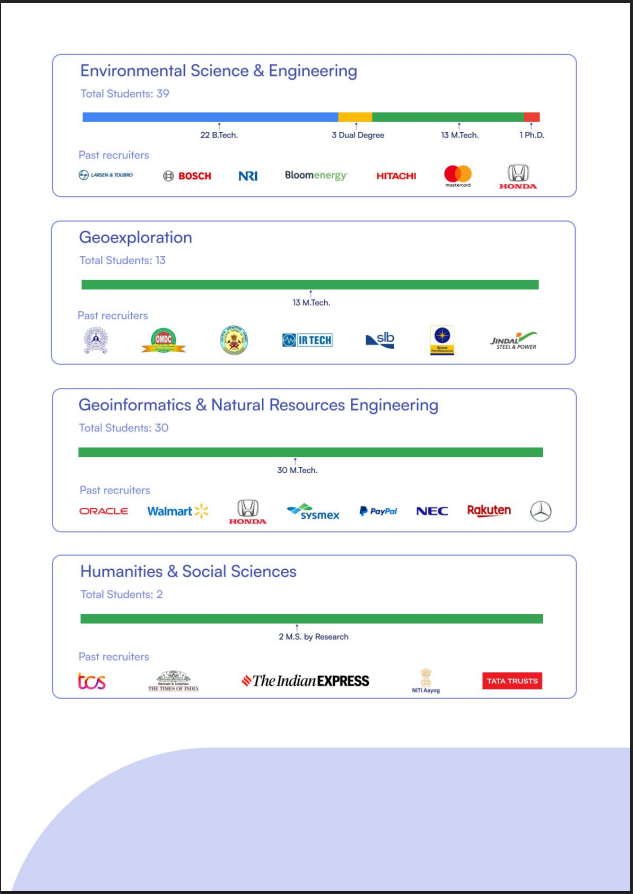 Environmental Science & Engineering
Total Students: 39
22 B.Tech.
3 Dual Degree
13 M.Tech.
1 Ph.D.
Past recruiters
LARSEN & TOUBRO
BOSCH
NRI
Bloomenergy
HITACHI
mastercard
HONDA
Geoexploration
Total Students: 13
13 M.Tech.
Past recruiters
OMDC
IR TECH
slb
JINDAL
STEEL & POWER
Geoinformatics & Natural Resources Engineering
Total Students: 30
30 M.Tech.
Past recruiters
ORACLE
Walmart
HONDA
sysmex
PayPal
NEC
Rakuten
Humanities & Social Sciences
Total Students: 2
2 M.S. by Research
Past recruiters
tcs
THE TIMES OF INDIA
The Indian EXPRESS
NITI Aayog
TATA TRUSTS